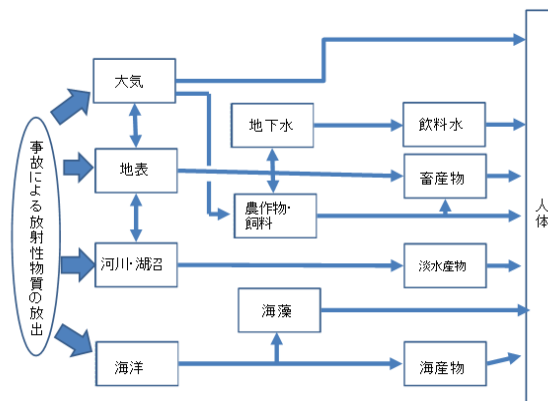 事故による放射性物質の放出
大気
地下水
飲料水
地表
畜産物
農作物・
飼料
人体
河川・湖沼
淡水産物
海藻
海洋
海産物